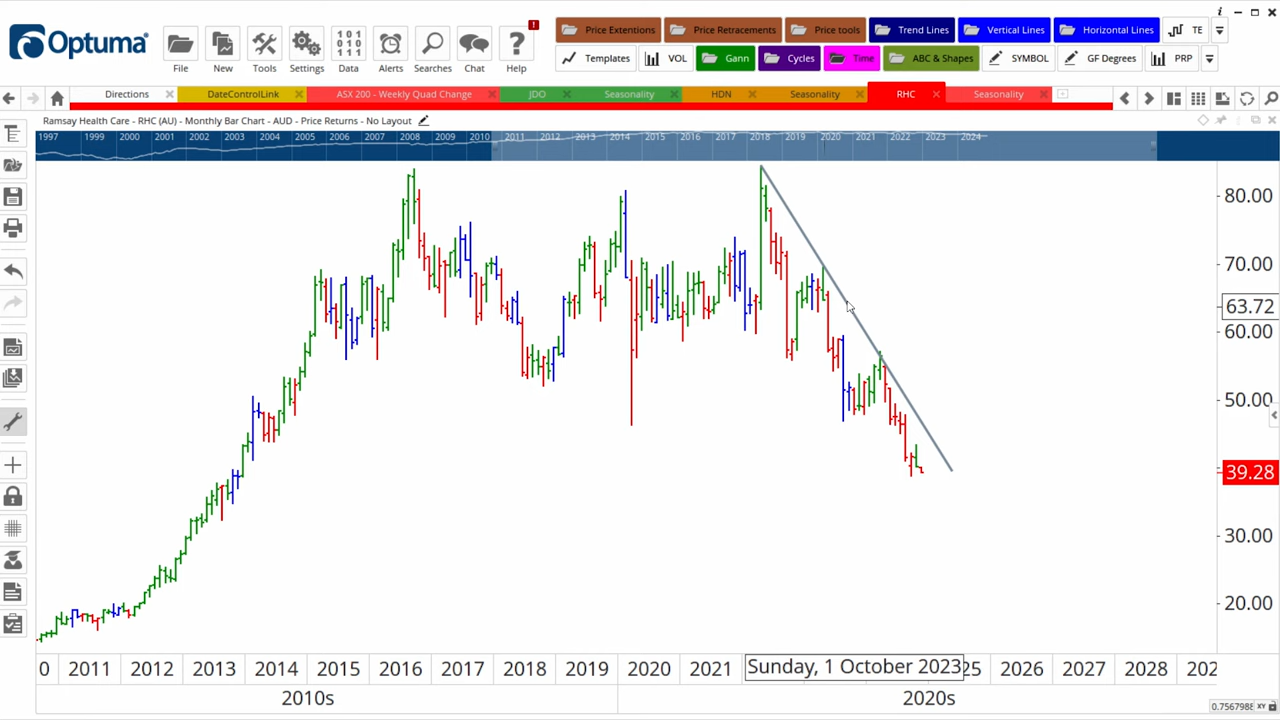 Optuma
File
New
Tools
Settings
101
010
Data
Alerts
Searches
Chat
!
?
Help
Price Extentions
Price Retracements
Price tools
Trend Lines
Vertical Lines
Horizontal Lines
TE
Templates
VOL
Gann
Cycles
Time
ABC & Shapes
SYMBOL
GF Degrees
PRP
Directions
DateControlLink
ASX 200 - Weekly Quad Change
JDO
Seasonality
HDN
Seasonality
RHC
Seasonality
Ramsay Health Care - RHC (AU) - Monthly Bar Chart - AUD - Price Returns - No Layout
1997 1999 2001 2002 2003 2004 2005 2006 2007 2008 2009 2010 2011 2012 2013 2014 2015 2016 2017 2018 2019 2020 2021 2022 2023 2024
80.00
70.00
63.72
60.00
50.00
39.28
30.00
20.00
0 2011 2012 2013 2014 2015 2016 2017 2018 2019 2020 2021 Sunday, 1 October 2023 25 2026 2027 2028 202
2010s 2020s
0.7567988 XY